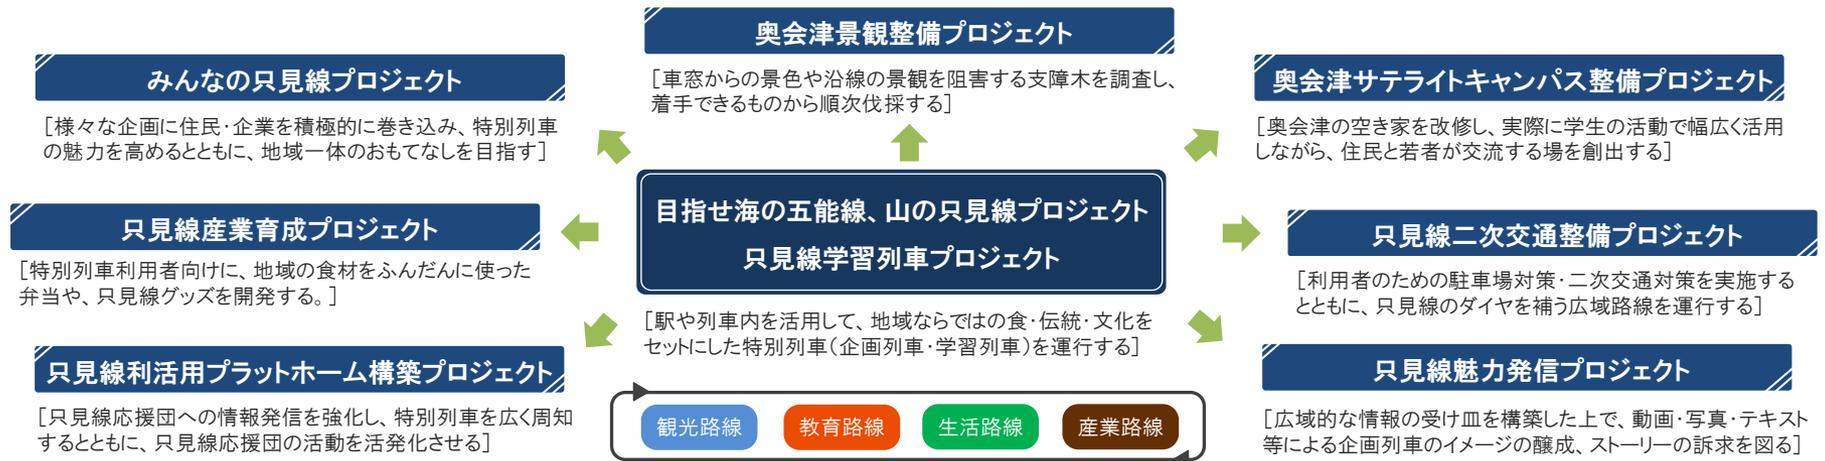 奥会津景観整備プロジェクト
[車窓からの景色や沿線の景観を阻害する支障木を調査し、
着手できるものから順次伐採する]
みんなの只見線プロジェクト
[様々な企画に住民・企業を積極的に巻き込み、特別列車
の魅力を高めるとともに、地域一体のおもてなしを目指す]
奥会津サテライトキャンパス整備プロジェクト
[奥会津の空き家を改修し、実際に学生の活動で幅広く活用
しながら、住民と若者が交流する場を創出する]
目指せ海の五能線、山の只見線プロジェクト
只見線学習列車プロジェクト
[駅や列車内を活用して、地域ならではの食・伝統・文化を
セットにした特別列車(企画列車・学習列車)を運行する]
只見線産業育成プロジェクト
[特別列車利用者向けに、地域の食材をふんだんに使った
弁当や、只見線グッズを開発する。]
只見線二次交通整備プロジェクト
[利用者のための駐車場対策・二次交通対策を実施する
とともに、只見線のダイヤを補う広域路線を運行する]
只見線利活用プラットホーム構築プロジェクト
[只見線応援団への情報発信を強化し、特別列車を広く周知
するとともに、只見線応援団の活動を活発化させる]
只見線魅力発信プロジェクト
[広域的な情報の受け皿を構築した上で、動画・写真・テキスト
等による企画列車のイメージの醸成、ストーリーの訴求を図る]
観光路線 教育路線 生活路線 産業路線